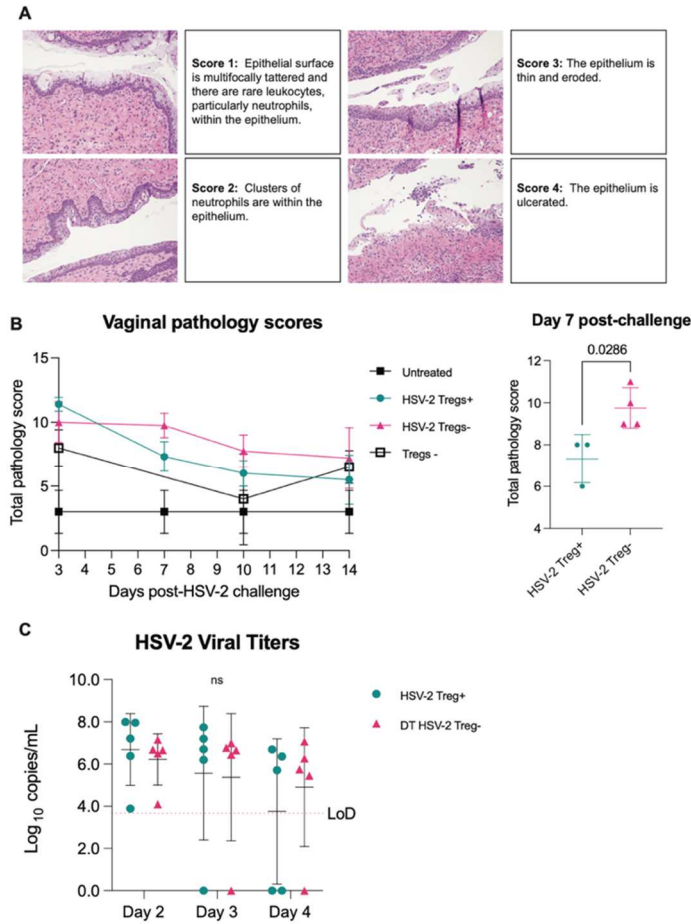 A
Score 1: Epithelial surface
is multifocally tattered and
there are rare leukocytes,
particularly neutrophils,
within the epithelium.
Score 3: The epithelium is
thin and eroded.
Score 2: Clusters of
neutrophils are within the
epithelium.
Score 4: The epithelium is
ulcerated.
B
Vaginal pathology scores
Total pathology score
15
10
5
0
3 4 5 6 7 8 9 10 11 12 13 14
Days post-HSV-2 challenge
Untreated
HSV-2 Tregs+
HSV-2 Tregs-
Tregs -
Day 7 post-challenge
0.0286
Total pathology score
12
10
8
6
4
HSV-2 Treg+
HSV-2 Treg-
C
HSV-2 Viral Titers
Log10 copies/mL
10.0
8.0
6.0
4.0
2.0
0.0
ns
LoD
Day 2 Day 3 Day 4
HSV-2 Treg+
DT HSV-2 Treg-